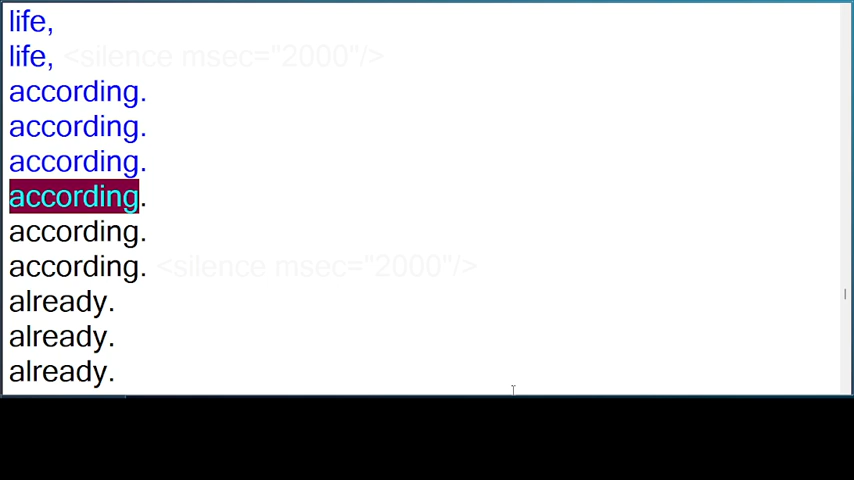 life,
life, <silence msec="2000"/>
according.
according.
according.
according.
according.
according. <silence msec="2000"/>
already.
already.
already.